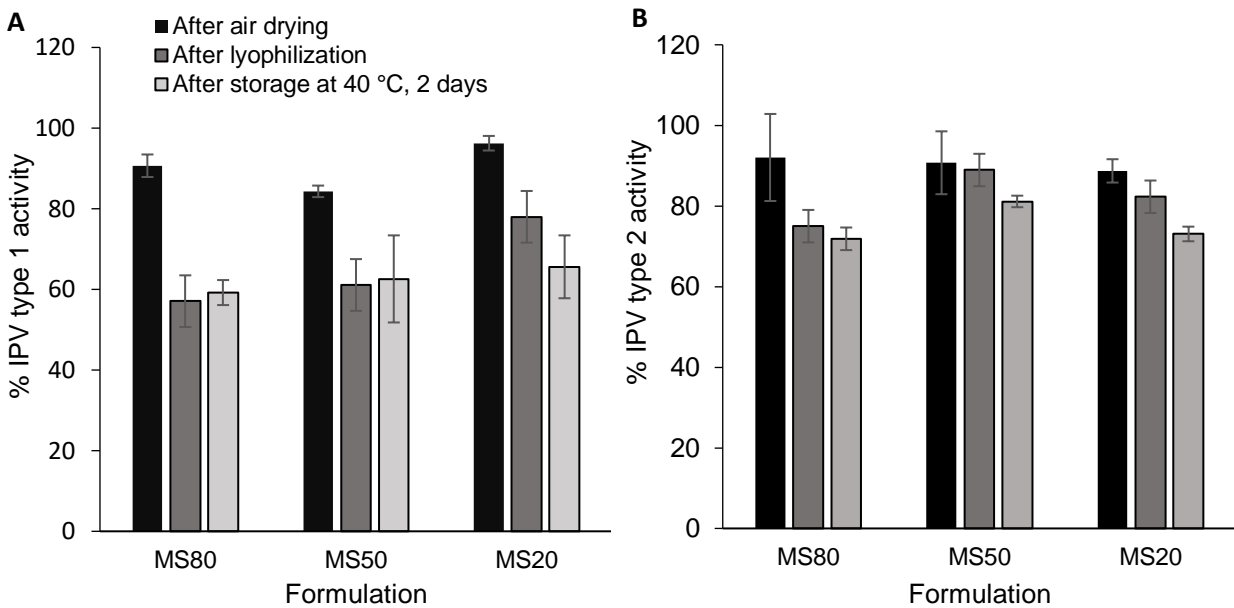 A
After air drying
After lyophilization
After storage at 40 °C, 2 days
% IPV type 1 activity
120
100
80
60
40
20
0
MS80 MS50 MS20
Formulation
B
% IPV type 2 activity
120
100
80
60
40
20
0
MS80 MS50 MS20
Formulation